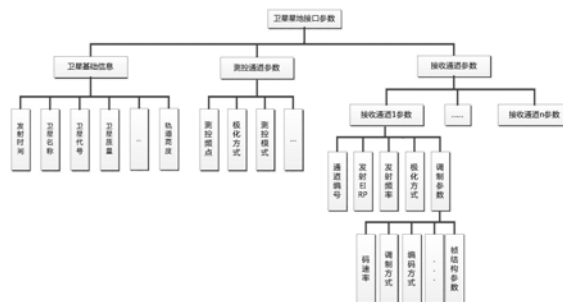 卫星星地接口参数
卫星基础信息
测控通道参数
接收通道参数
发射时间
卫星名称
卫星代号
卫星质量
...
轨道高度
测控频点
极化方式
测控模式
...
接收通道1参数
......
接收通道n参数
通道编号
发射EIRP
发射频率
极化方式
调制参数
码速率
调制方式
编码方式
...
帧结构参数